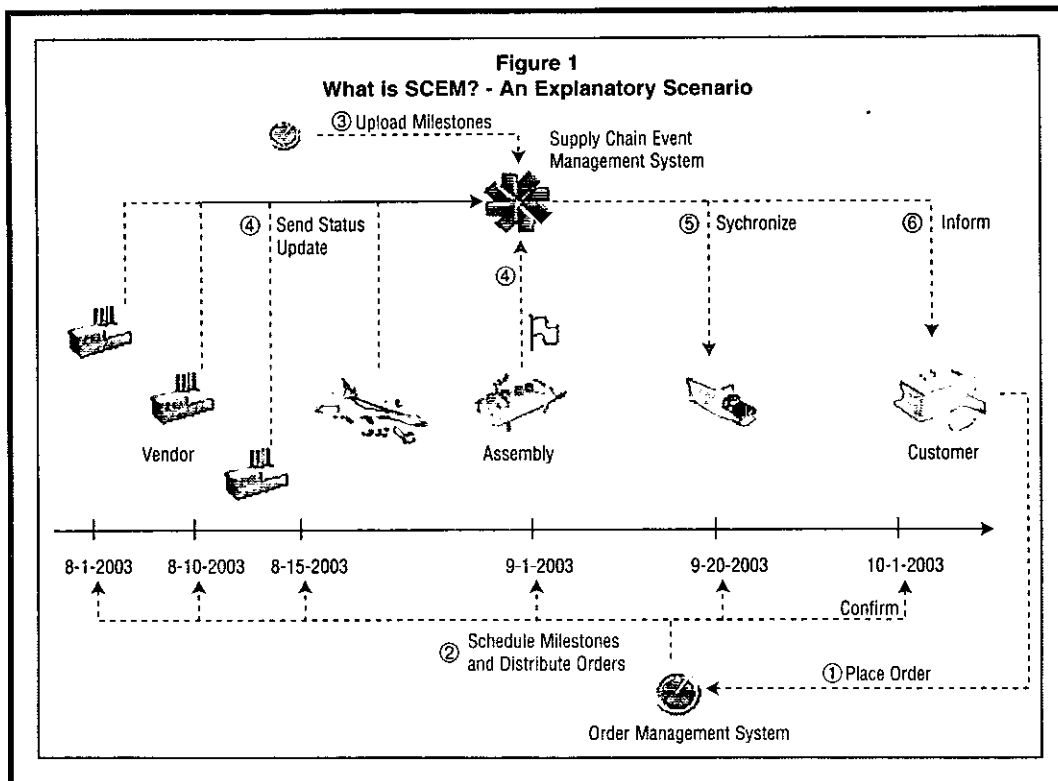 Figure 1
What is SCEM? - An Explanatory Scenario
③ Upload Milestones
Supply Chain Event
Management System
④ Send Status
Update
⑤ Sychronize
⑥ Inform
④
Vendor
Assembly
Customer
8-1-2003 8-10-2003 8-15-2003 9-1-2003 9-20-2003 10-1-2003
Confirm
② Schedule Milestones
and Distribute Orders
① Place Order
Order Management System